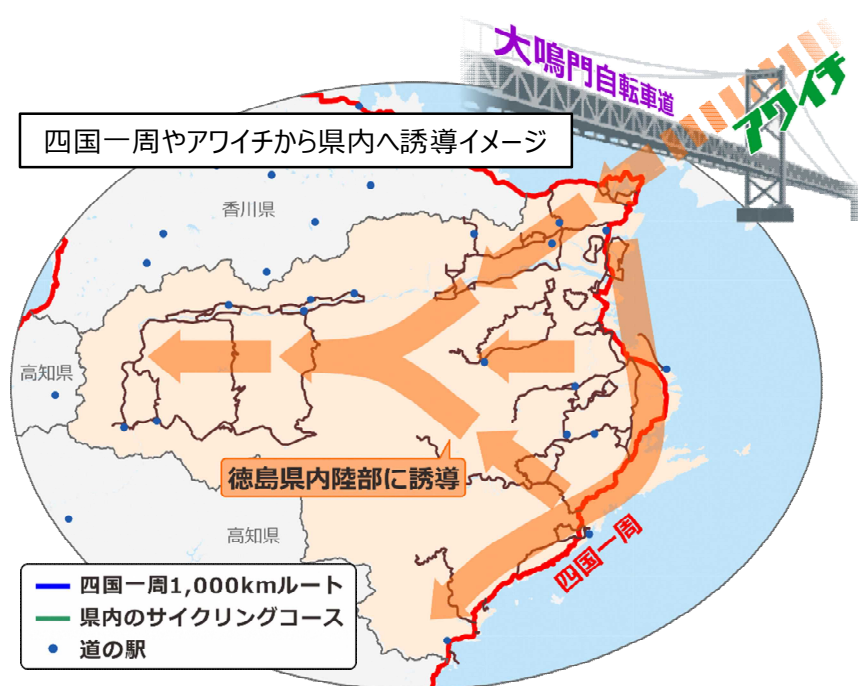 大鳴門自転車道
アワイチ
四国一周やアワイチから県内へ誘導イメージ
香川県
高知県
徳島県内陸部に誘導
高知県
四国一周
四国一周1,000kmルート
県内のサイクリングコース
道の駅